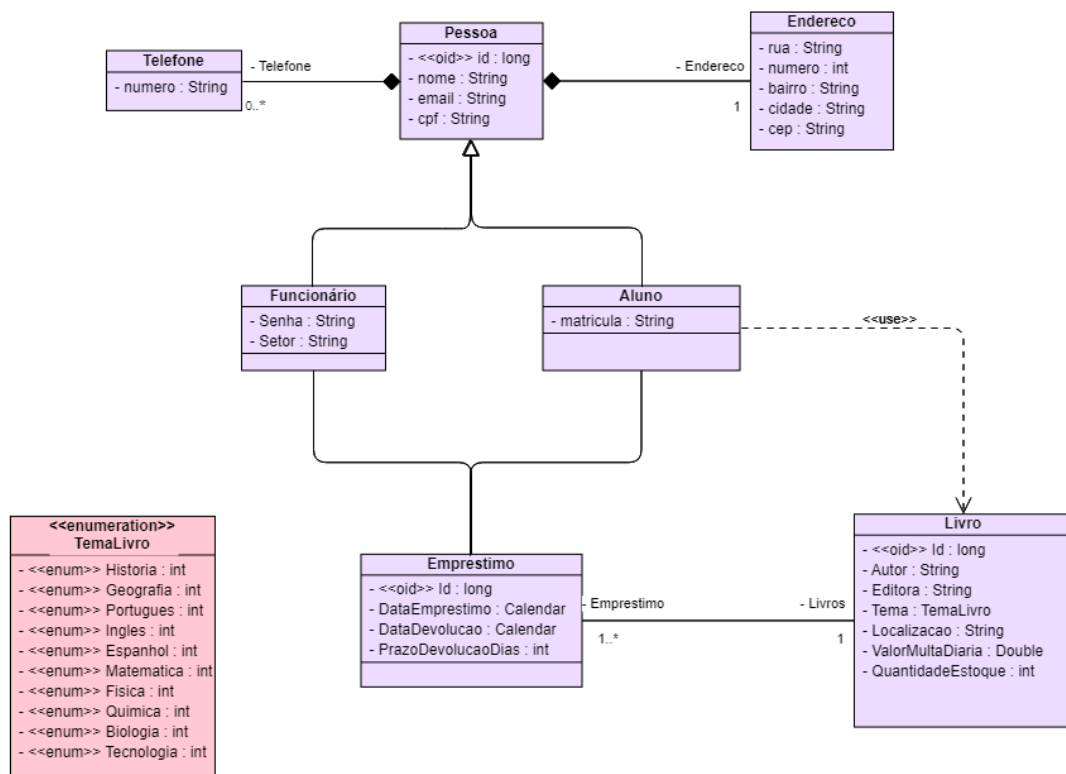 Telefone
- numero : String
- Telefone
0..*
Pessoa
- <<oid>> id : long
- nome : String
- email : String
- cpf : String
- Endereco
1
Endereco
- rua : String
- numero : int
- bairro : String
- cidade : String
- cep : String
Funcionário
- Senha : String
- Setor : String
Aluno
- matricula : String
<<use>>
<<enumeration>>
TemaLivro
- <<enum>> Historia : int
- <<enum>> Geografia : int
- <<enum>> Portugues : int
- <<enum>> Ingles : int
- <<enum>> Espanhol : int
- <<enum>> Matematica : int
- <<enum>> Fisica : int
- <<enum>> Quimica : int
- <<enum>> Biologia : int
- <<enum>> Tecnologia : int
Emprestimo
- <<oid>> Id : long
- DataEmprestimo : Calendar
- DataDevolucao : Calendar
- PrazoDevolucaoDias : int
- Emprestimo
1..*
- Livros
1
Livro
- <<oid>> Id : long
- Autor : String
- Editora : String
- Tema : TemaLivro
- Localizacao : String
- ValorMultaDiaria : Double
- QuantidadeEstoque : int